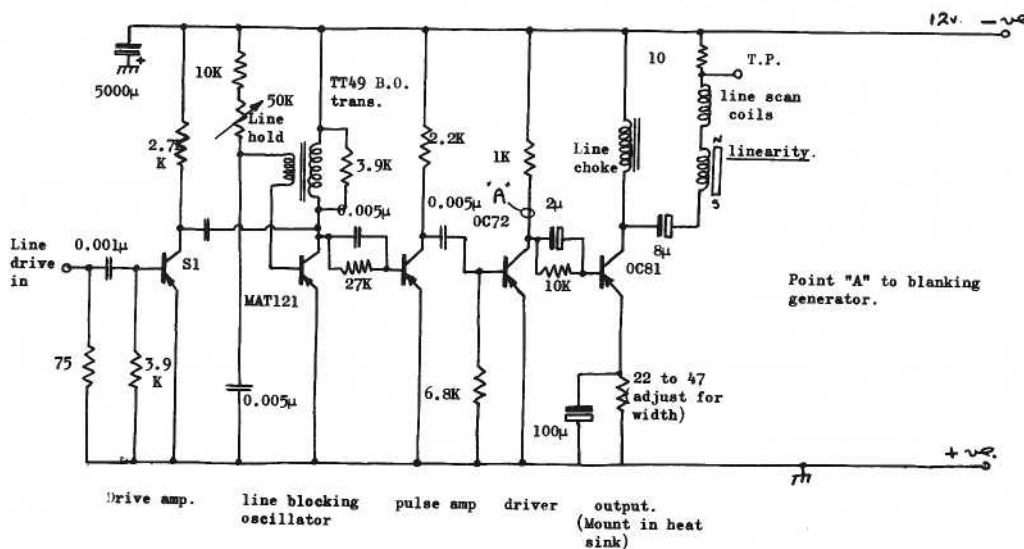 12v. - ve
5000μ
10K
50K
Line
hold
TT49 B.O.
trans.
10
T.P.
line scan
coils
2.7
K
3.9K
2.2K
1K
Line
choke
N
linearity.
S
"A"
0.005μ
0.005μ
OC72
2μ
Line
drive
in
0.001μ
S1
MAT121
27K
10K
OC81
8μ
Point "A" to blanking
generator.
75
3.9
K
0.005μ
6.8K
100μ
22 to 47
(adjust for
width)
+ ve.
Drive amp.
line blocking
oscillator
pulse amp
driver
output.
(Mount in heat
sink)